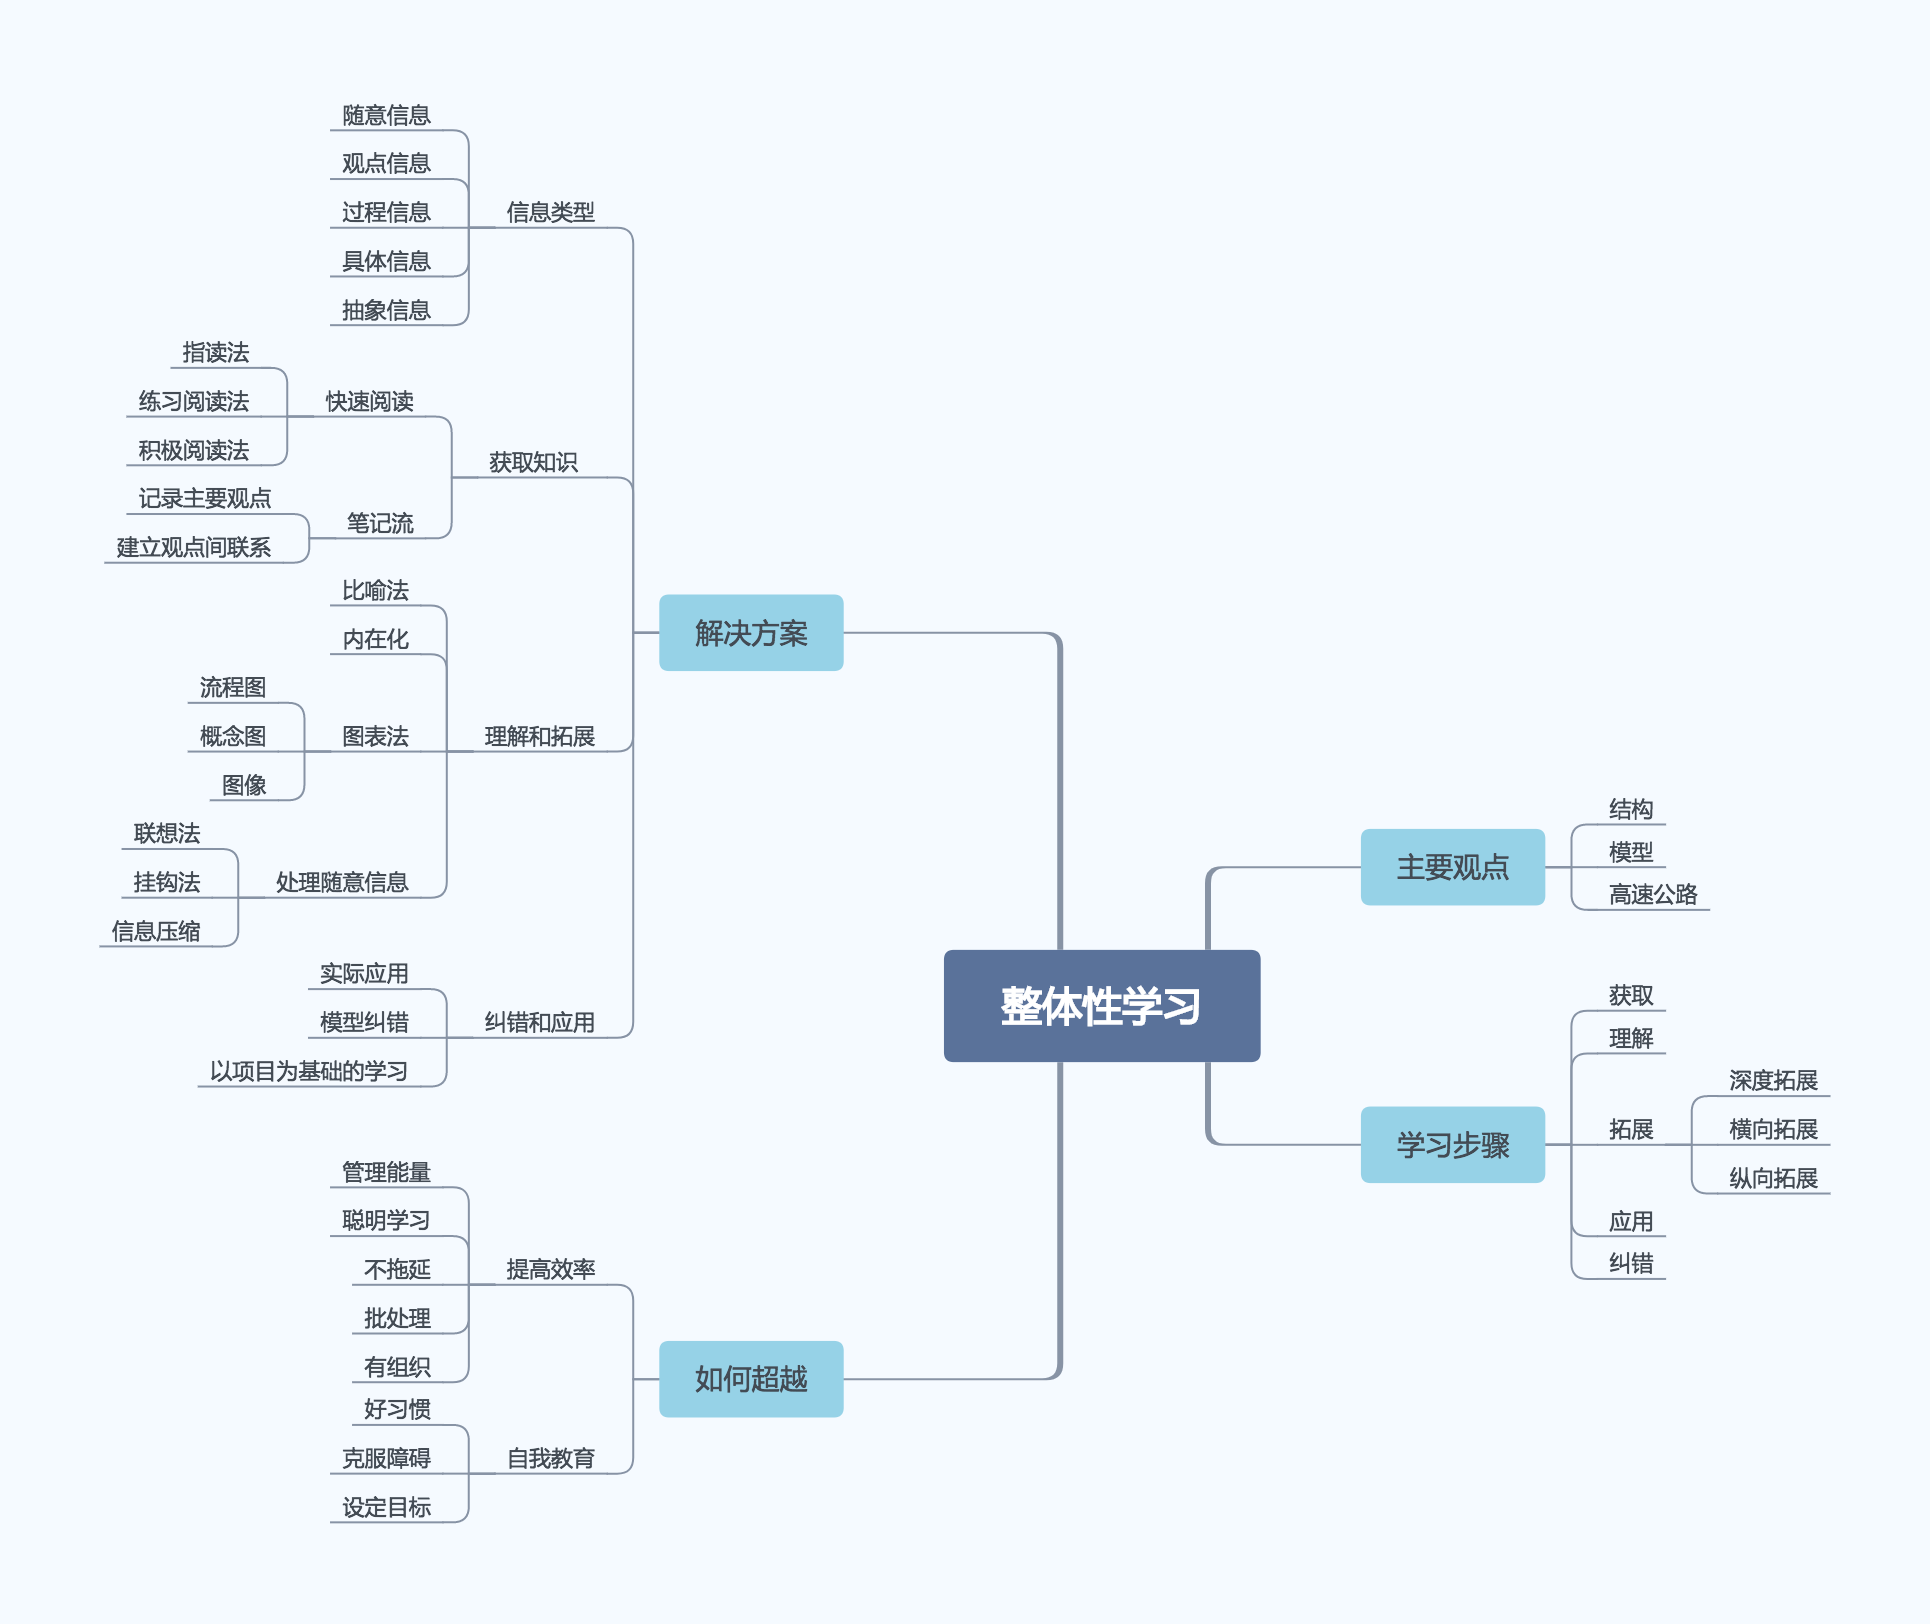 整体性学习
主要观点
结构
模型
高速公路
学习步骤
获取
理解
拓展
深度拓展
横向拓展
纵向拓展
应用
纠错
解决方案
信息类型
随意信息
观点信息
过程信息
具体信息
抽象信息
获取知识
快速阅读
指读法
练习阅读法
积极阅读法
笔记流
记录主要观点
建立观点间联系
理解和拓展
比喻法
内在化
图表法
流程图
概念图
图像
处理随意信息
联想法
挂钩法
信息压缩
纠错和应用
实际应用
模型纠错
以项目为基础的学习
如何超越
提高效率
管理能量
聪明学习
不拖延
批处理
有组织
自我教育
好习惯
克服障碍
设定目标